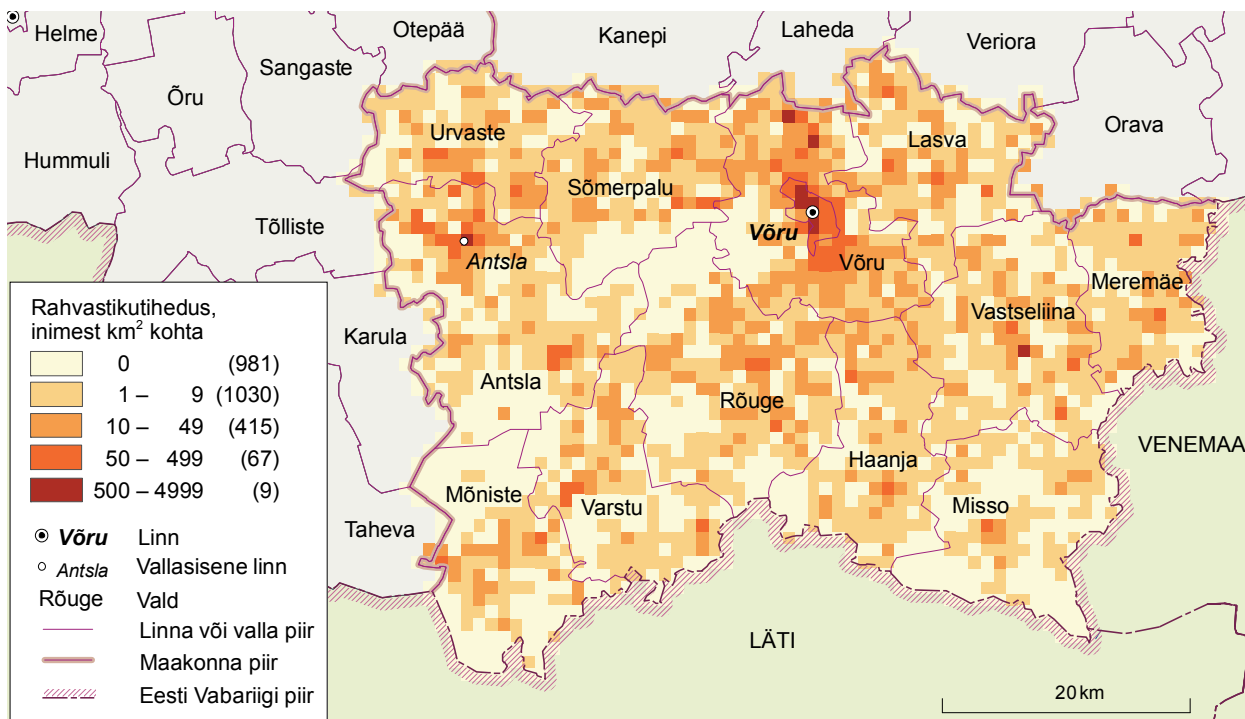 Helme
Otepää
Kanepi
Laheda
Veriora
Sangaste
Õru
Orava
Urvaste
Lasva
Hummuli
Sõmerpalu
Tõlliste
Võru
Antsla
Võru
Meremäe
Vastseliina
Karula
Antsla
Rõuge
VENEMAA
Haanja
Mõniste
Varstu
Misso
Taheva
LÄTI
20 km
Rahvastikutihedus,
inimest km² kohta
0 (981)
1 – 9 (1030)
10 – 49 (415)
50 – 499 (67)
500 – 4999 (9)
Võru Linn
Antsla Vallasisene linn
Rõuge Vald
Linna või valla piir
Maakonna piir
Eesti Vabariigi piir